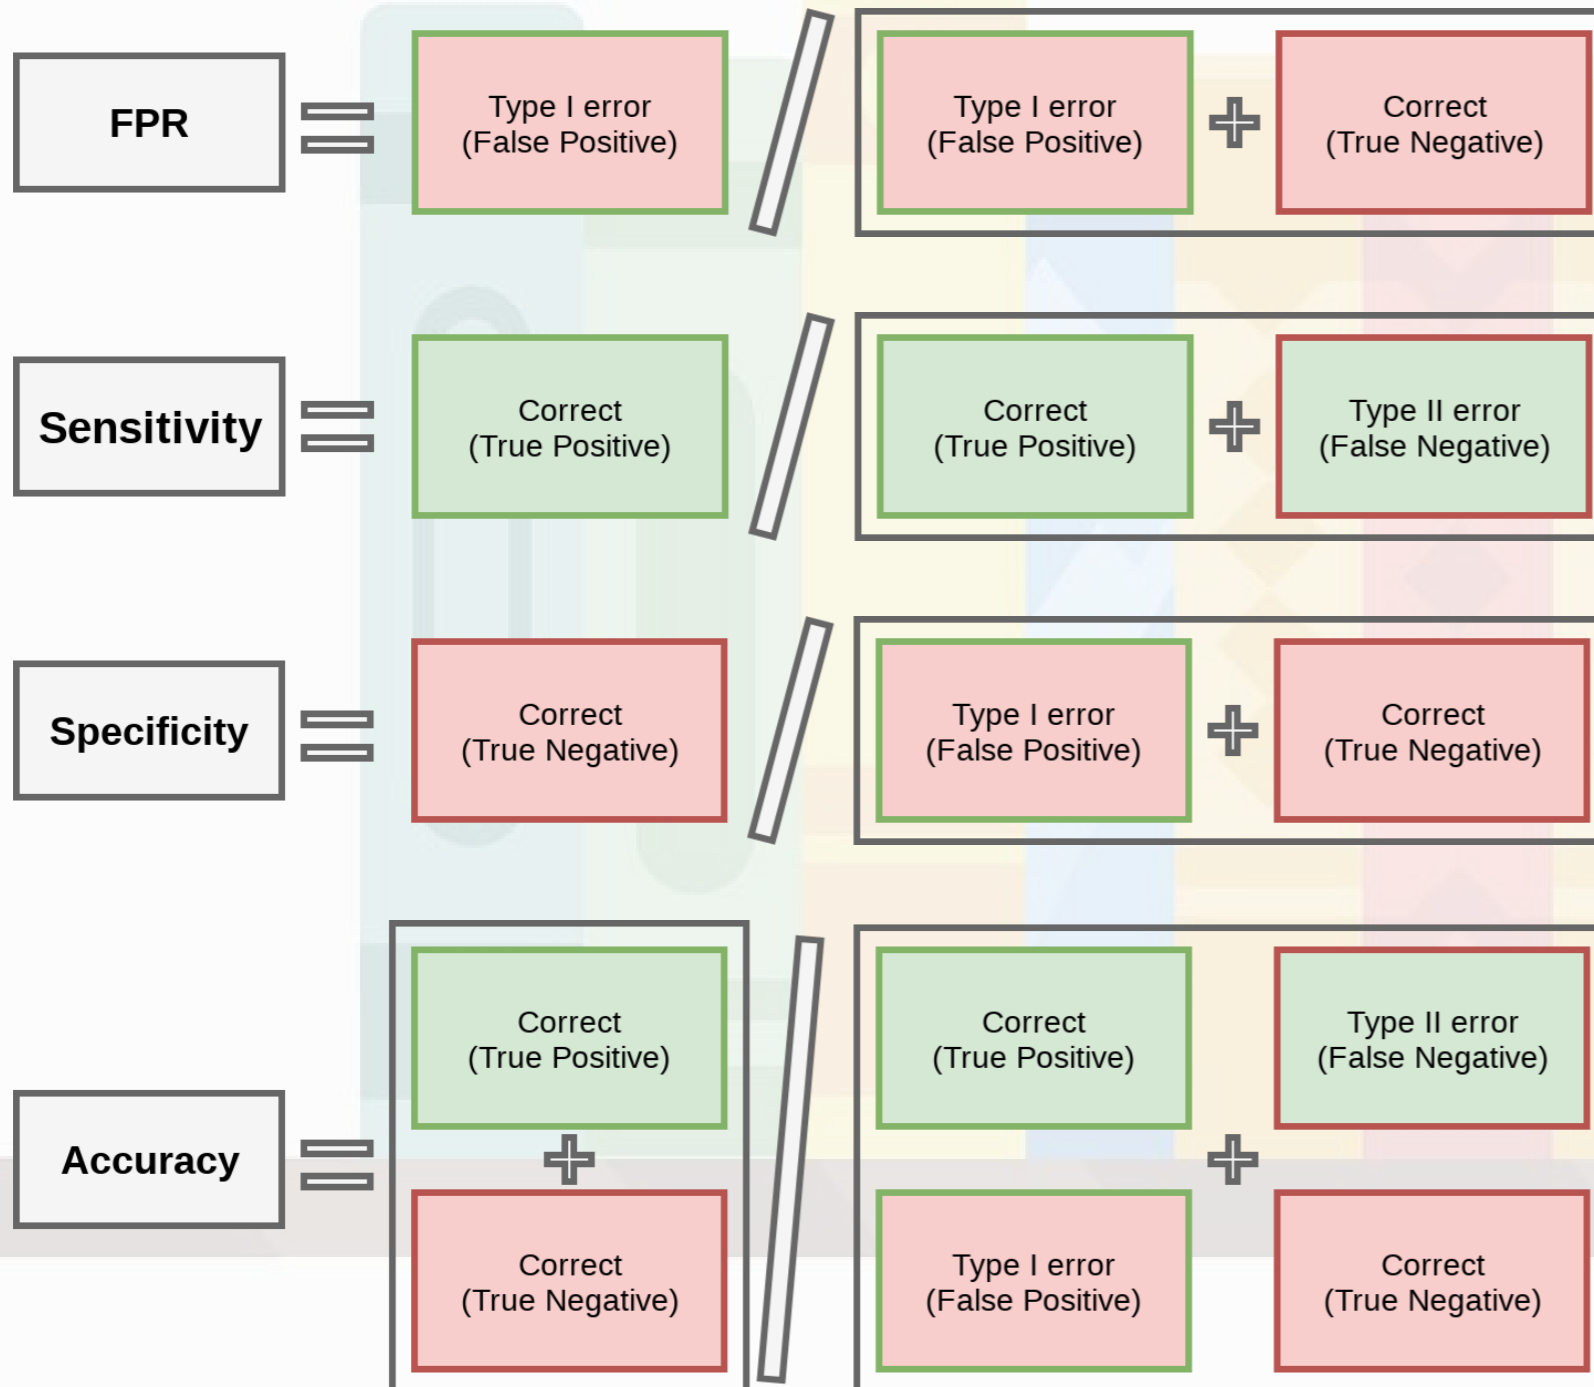 FPR
Type I error
(False Positive)
Type I error
(False Positive)
Correct
(True Negative)
Sensitivity
Correct
(True Positive)
Correct
(True Positive)
Type II error
(False Negative)
Specificity
Correct
(True Negative)
Type I error
(False Positive)
Correct
(True Negative)
Accuracy
Correct
(True Positive)
Correct
(True Negative)
Correct
(True Positive)
Type II error
(False Negative)
Type I error
(False Positive)
Correct
(True Negative)